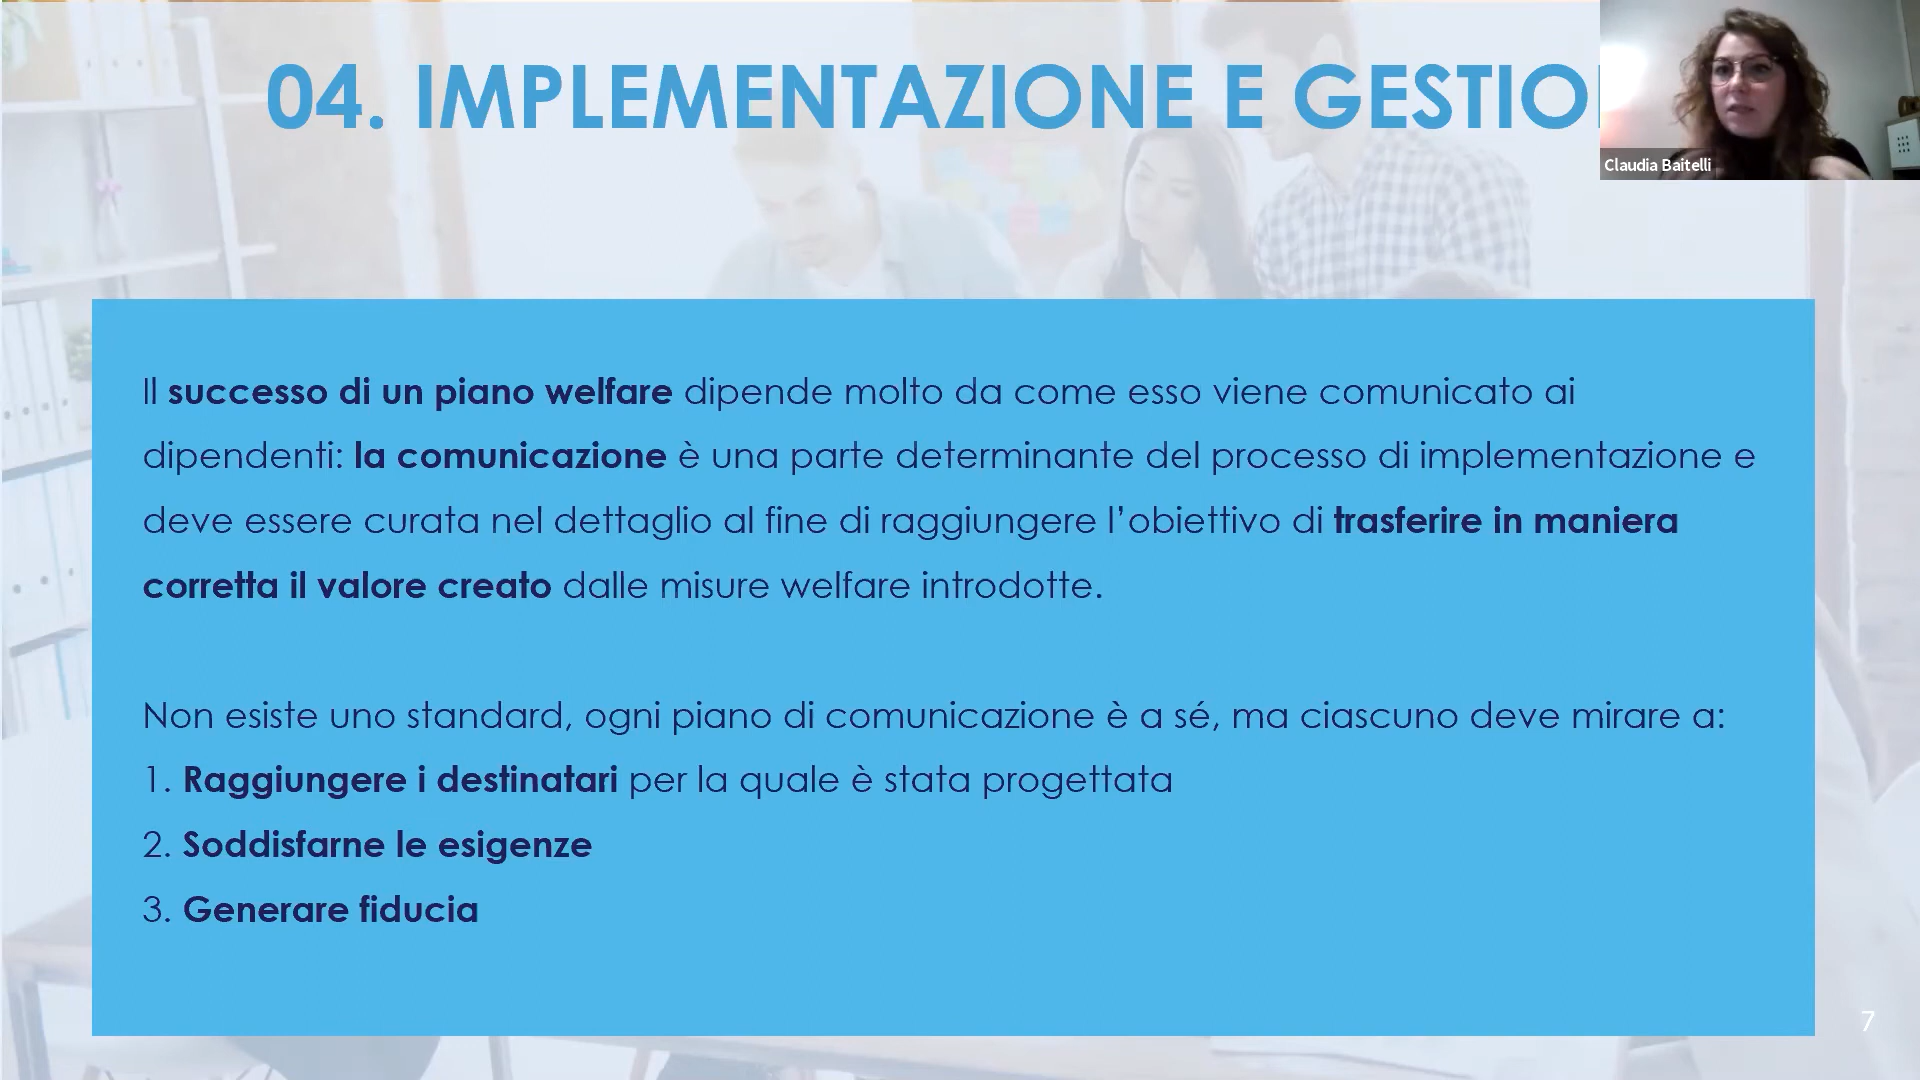 04. IMPLEMENTAZIONE E GESTIO
Claudia Baitelli
Il successo di un piano welfare dipende molto da come esso viene comunicato ai
dipendenti: la comunicazione è una parte determinante del processo di implementazione e
deve essere curata nel dettaglio al fine di raggiungere l’obiettivo di trasferire in maniera
corretta il valore creato dalle misure welfare introdotte.
Non esiste uno standard, ogni piano di comunicazione è a sé, ma ciascuno deve mirare a:
1. Raggiungere i destinatari per la quale è stata progettata
2. Soddisfarne le esigenze
3. Generare fiducia
7